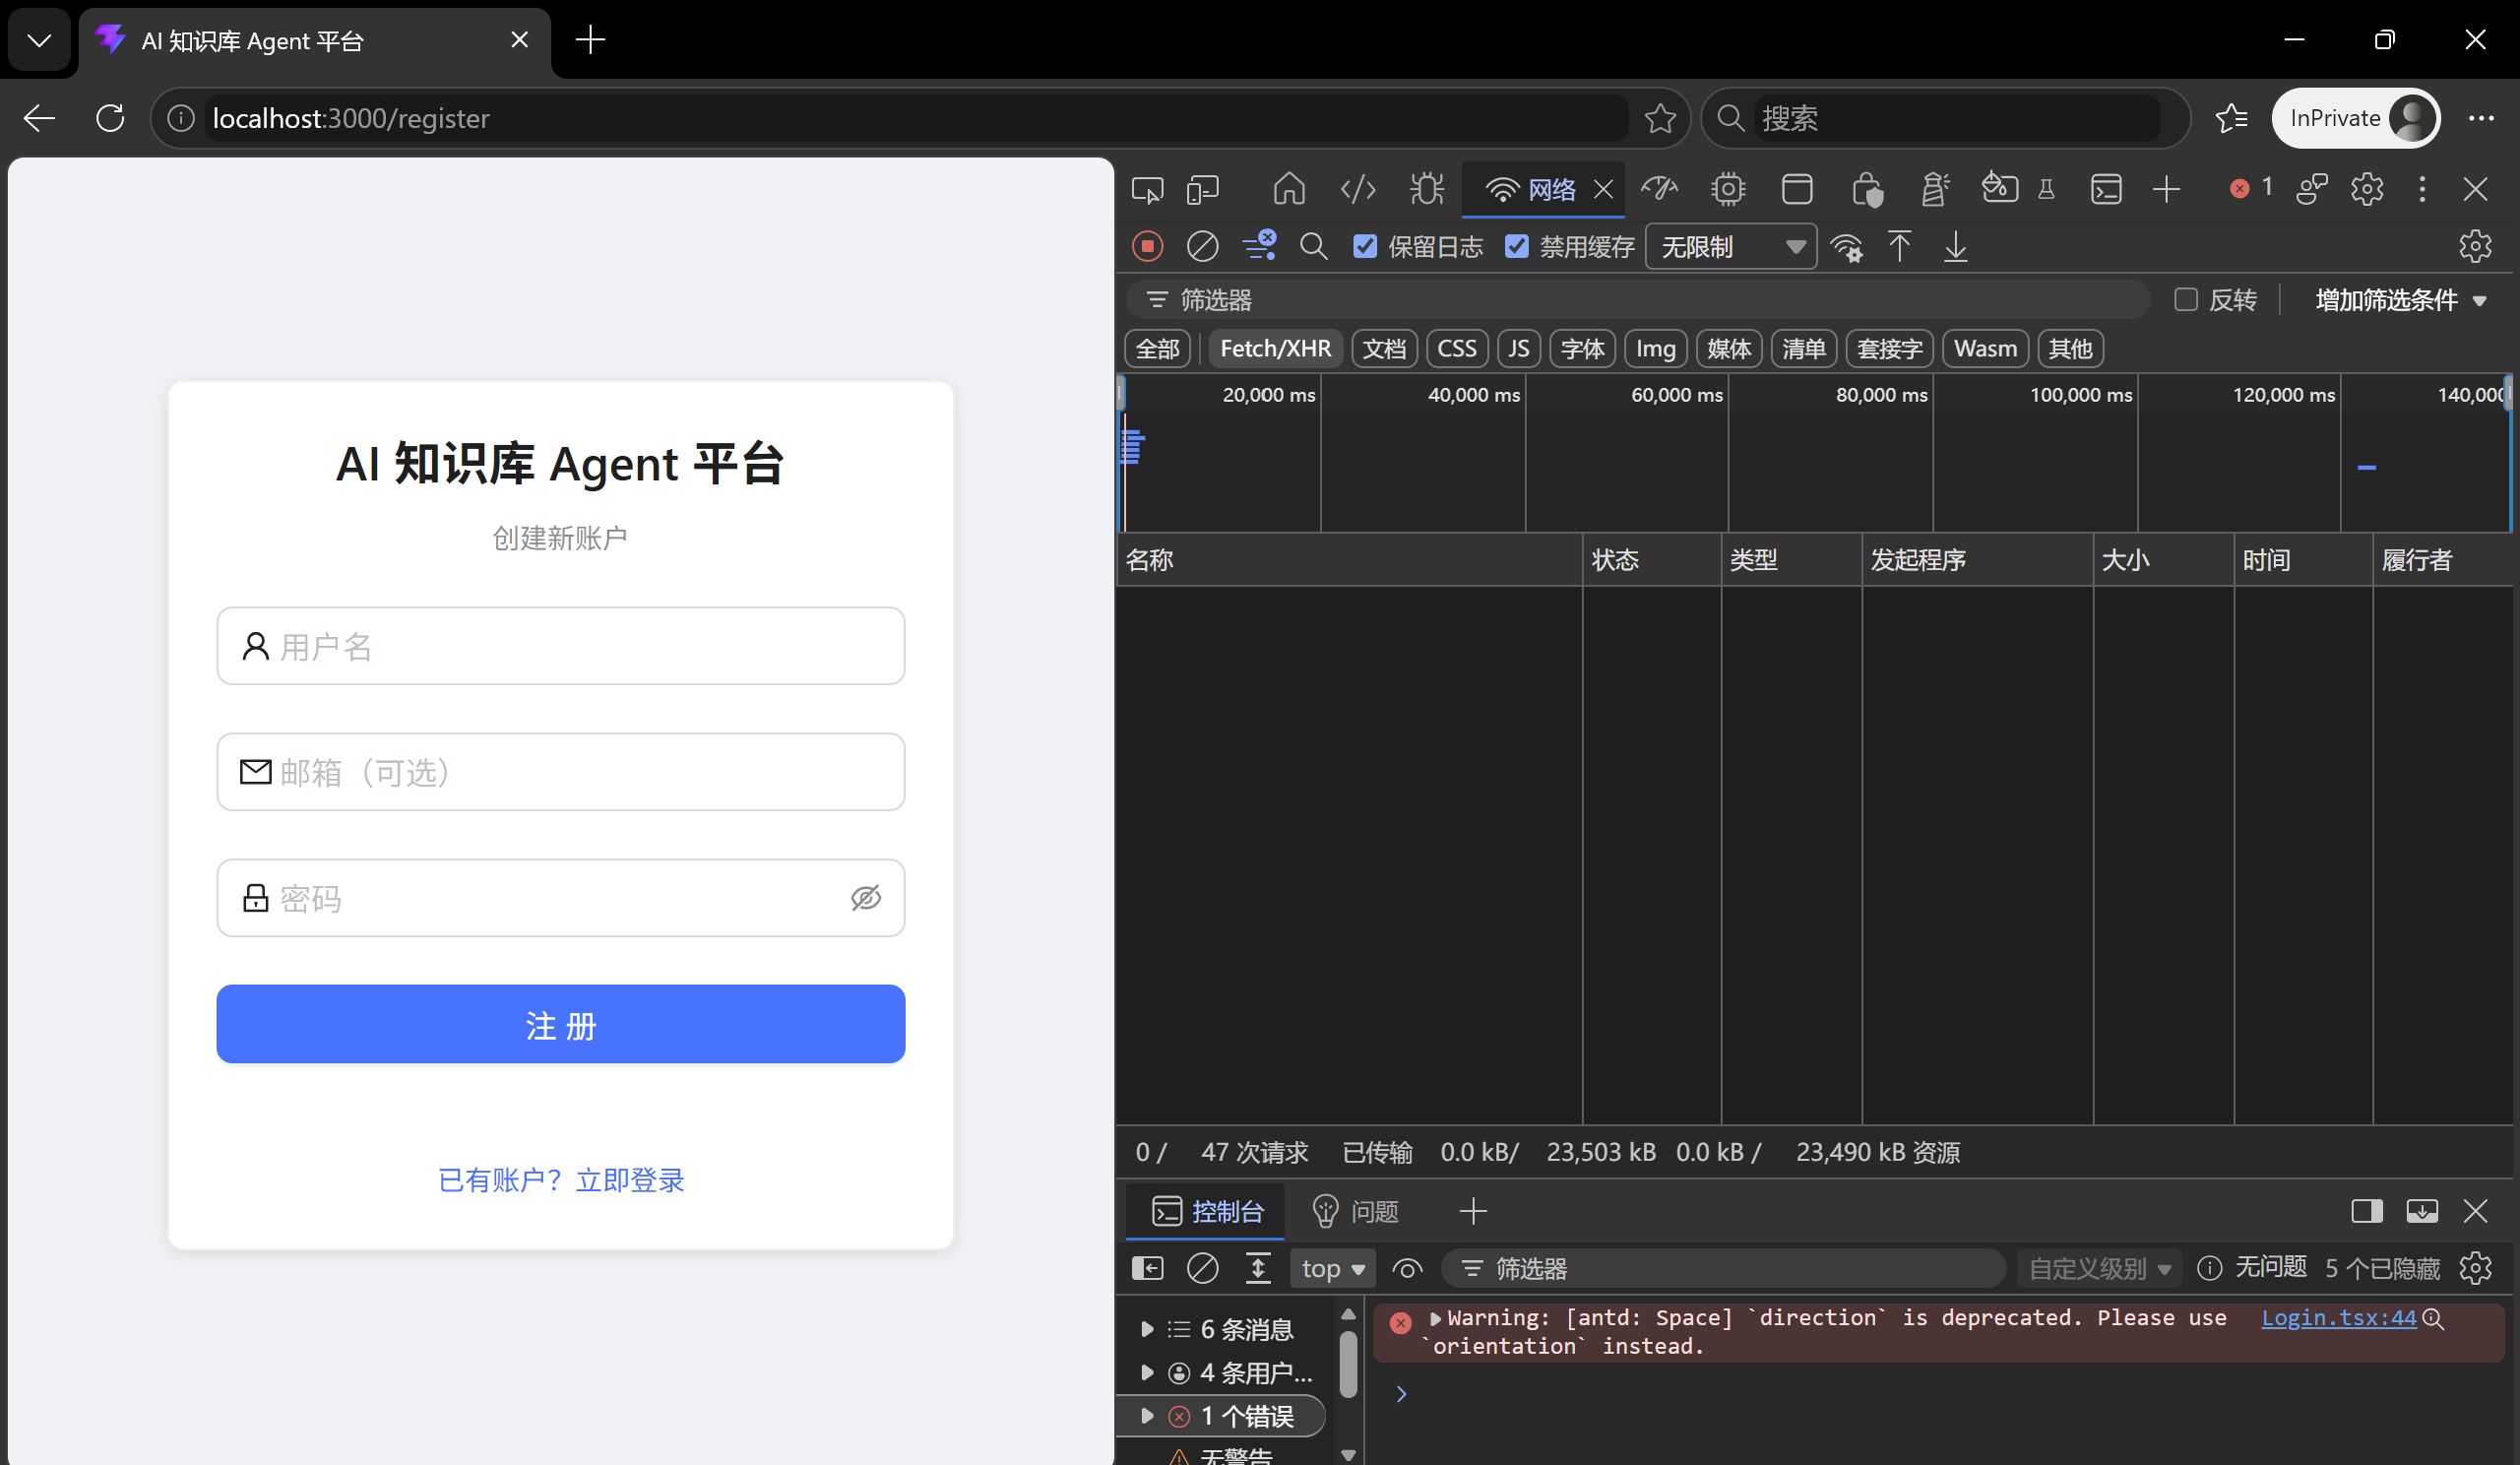 AI 知识库 Agent 平台
localhost:3000/register
搜索
InPrivate
AI 知识库 Agent 平台
创建新账户
用户名
邮箱（可选）
密码
注 册
已有账户？立即登录
网络
1
保留日志
禁用缓存
无限制
筛选器
反转
增加筛选条件
全部
Fetch/XHR
文档
CSS
JS
字体
Img
媒体
清单
套接字
Wasm
其他
20,000 ms
40,000 ms
60,000 ms
80,000 ms
100,000 ms
120,000 ms
140,000
名称
状态
类型
发起程序
大小
时间
履行者
0 / 47 次请求 已传输 0.0 kB/ 23,503 kB 0.0 kB / 23,490 kB 资源
控制台
问题
top
筛选器
自定义级别
无问题
5 个已隐藏
6 条消息
4 条用户...
1 个错误
无警告
Warning: [antd: Space] `direction` is deprecated. Please use
`orientation` instead.
Login.tsx:44